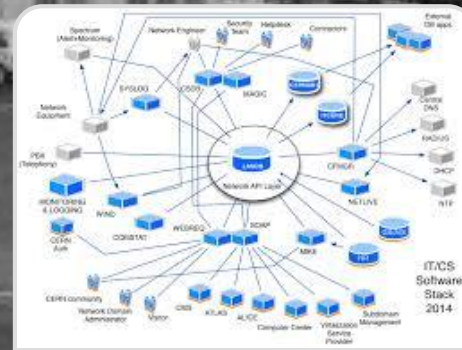 Spectrum
(Alarm Monitoring)
Network Engineer
Security
Team
Helpdesk
Contractors
External
DB apps
SYSLOG
CSDB
MAGIC
Network
Equipment
Central
DNS
RADIUS
PBX
(Telephony)
LANDB
Network API Layer
CFMGR
DHCP
NTP
MONITORING
& LOGGING
WIND
NETLIVE
CERN
Auth
CONSTAT
WEBREQ
SOAP
MIKE
CERN community
Network Domain
Administrator
Visitor
CMS
ATLAS
ALICE
Computer Center
Virtualization
Service
Provider
Subdomain
Management
IT/CS
Software
Stack
2014